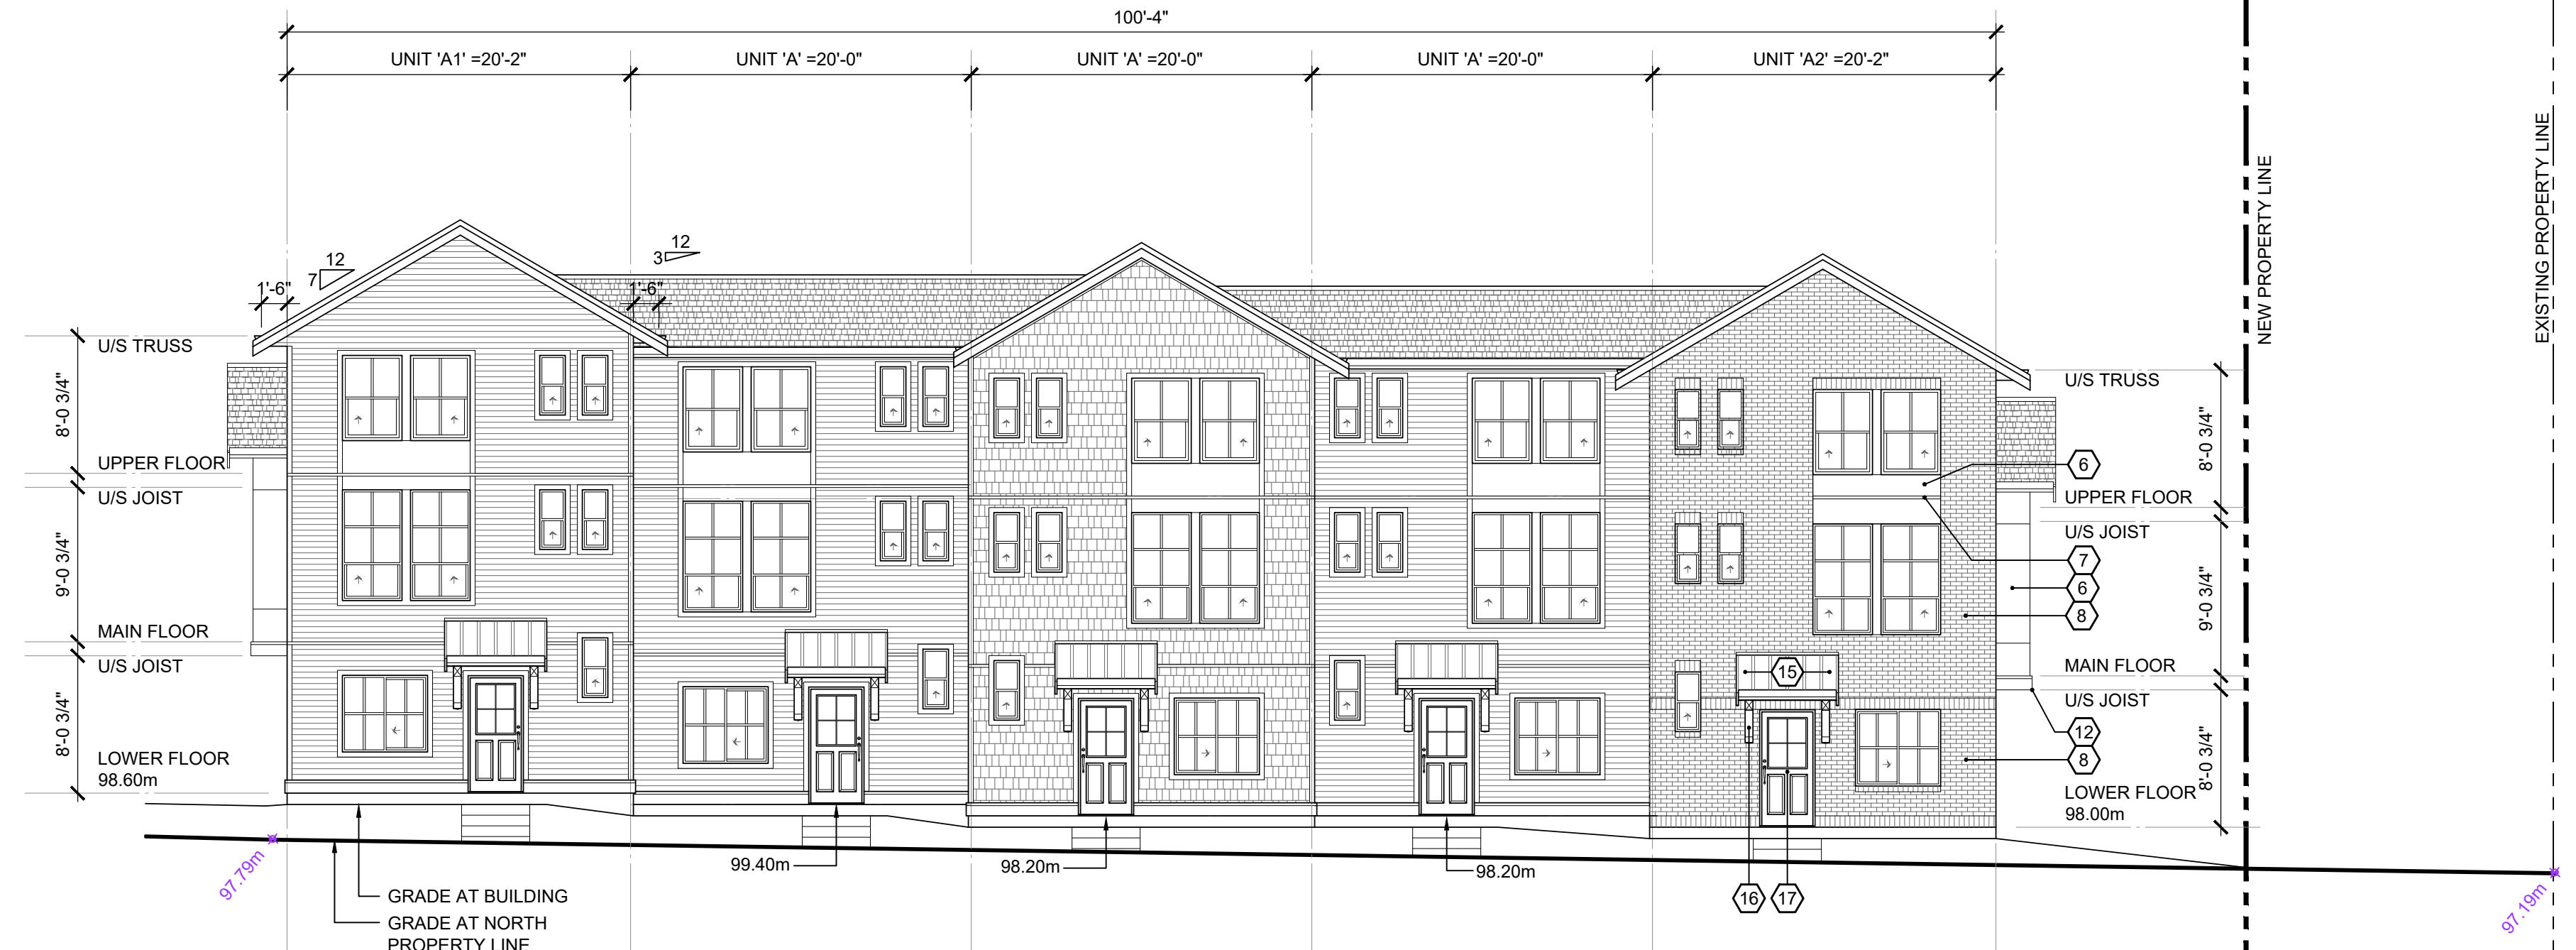 100'-4"
UNIT 'A1' =20'-2"
UNIT 'A' =20'-0"
UNIT 'A' =20'-0"
UNIT 'A' =20'-0"
UNIT 'A2' =20'-2"
NEW PROPERTY LINE
EXISTING PROPERTY LINE
12
7
1'-6"
12
3
1'-6"
U/S TRUSS
8'-0 3/4"
UPPER FLOOR
U/S JOIST
9'-0 3/4"
MAIN FLOOR
U/S JOIST
8'-0 3/4"
LOWER FLOOR
98.60m
U/S TRUSS
8'-0 3/4"
6
UPPER FLOOR
U/S JOIST
7
6
9'-0 3/4"
8
MAIN FLOOR
15
U/S JOIST
12
8
8'-0 3/4"
LOWER FLOOR
98.00m
97.79m
99.40m
98.20m
98.20m
16
17
97.19m
GRADE AT BUILDING
GRADE AT NORTH
PROPERTY LINE